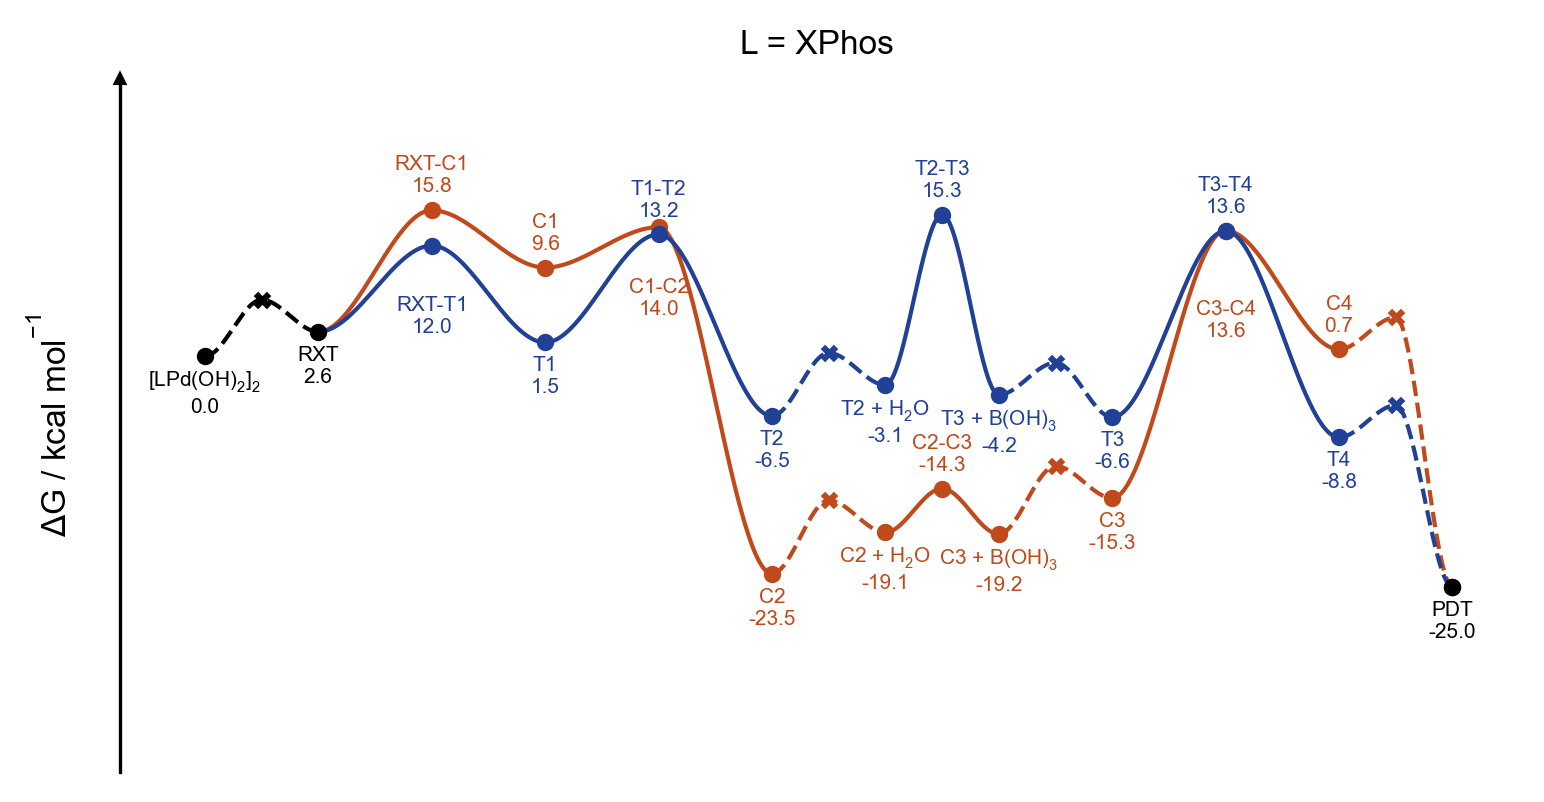 L = XPhos
ΔG / kcal mol⁻¹
[LPd(OH)₂]₂
0.0
RXT
2.6
RXT-C1
15.8
RXT-T1
12.0
C1
9.6
T1
1.5
T1-T2
13.2
C1-C2
14.0
T2
-6.5
C2
-23.5
T2 + H₂O
-3.1
C2 + H₂O
-19.1
T2-T3
15.3
C2-C3
-14.3
T3 + B(OH)₃
-4.2
C3 + B(OH)₃
-19.2
T3
-6.6
C3
-15.3
T3-T4
13.6
C3-C4
13.6
C4
0.7
T4
-8.8
PDT
-25.0